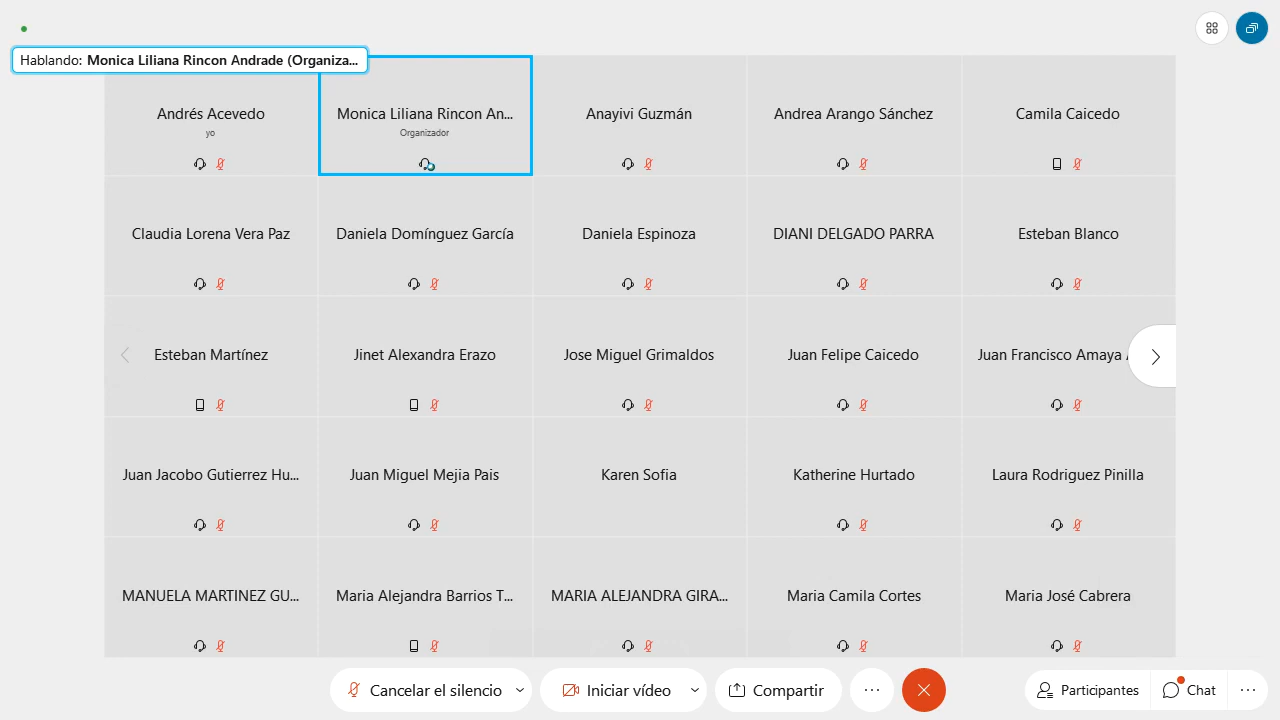 Hablando: Monica Liliana Rincon Andrade (Organiza...
Andrés Acevedo
yo
Monica Liliana Rincon An...
Organizador
Anayivi Guzmán
Andrea Arango Sánchez
Camila Caicedo
Claudia Lorena Vera Paz
Daniela Domínguez García
Daniela Espinoza
DIANI DELGADO PARRA
Esteban Blanco
Esteban Martínez
Jinet Alexandra Erazo
Jose Miguel Grimaldos
Juan Felipe Caicedo
Juan Francisco Amaya
Juan Jacobo Gutierrez Hu...
Juan Miguel Mejia Pais
Karen Sofia
Katherine Hurtado
Laura Rodriguez Pinilla
MANUELA MARTINEZ GU...
Maria Alejandra Barrios T...
MARIA ALEJANDRA GIRA...
Maria Camila Cortes
Maria José Cabrera
Cancelar el silencio
Iniciar vídeo
Compartir
Participantes
Chat